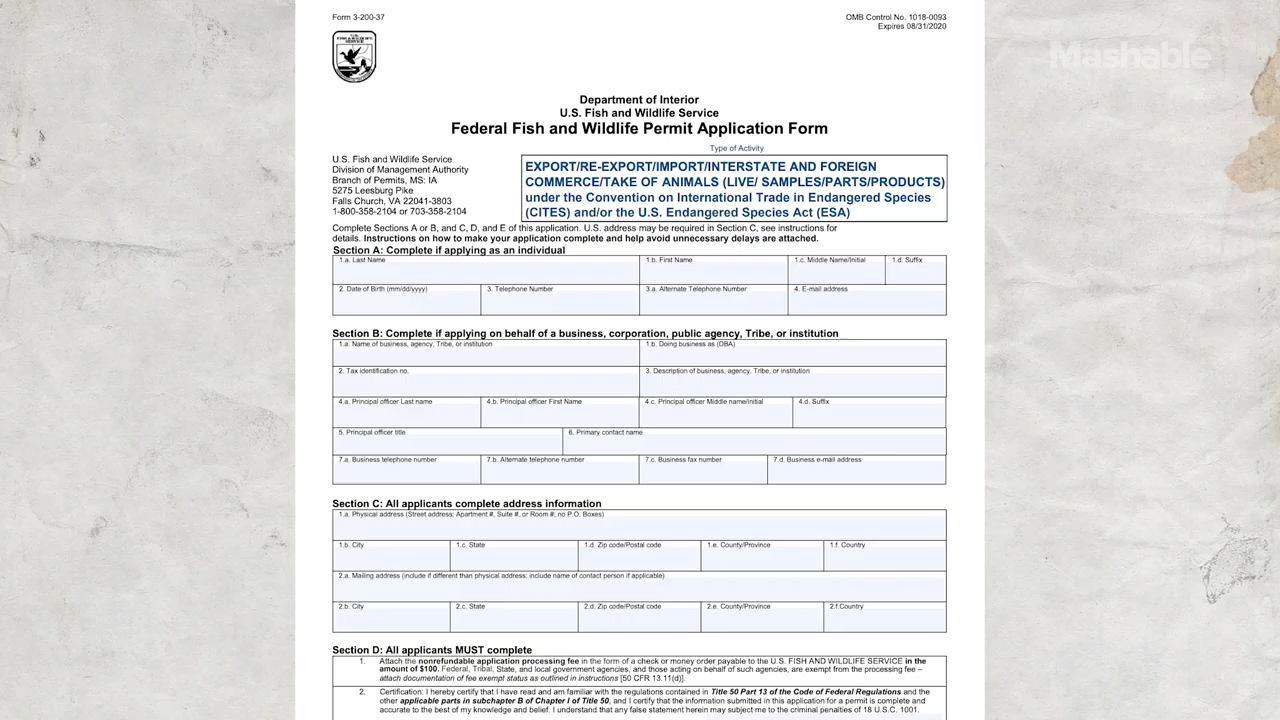 Form 3-200-37
OMB Control No. 1018-0093
Expires 08/31/2020
Mashable
U.S.
FISH & WILDLIFE
SERVICE
Department of Interior
U.S. Fish and Wildlife Service
Federal Fish and Wildlife Permit Application Form
Type of Activity
U.S. Fish and Wildlife Service
Division of Management Authority
Branch of Permits, MS: IA
5275 Leesburg Pike
Falls Church, VA 22041-3803
1-800-358-2104 or 703-358-2104
EXPORT/RE-EXPORT/IMPORT/INTERSTATE AND FOREIGN
COMMERCE/TAKE OF ANIMALS (LIVE/ SAMPLES/PARTS/PRODUCTS)
under the Convention on International Trade in Endangered Species
(CITES) and/or the U.S. Endangered Species Act (ESA)
Complete Sections A or B, and C, D, and E of this application. U.S. address may be required in Section C, see instructions for
details. Instructions on how to make your application complete and help avoid unnecessary delays are attached.
Section A: Complete if applying as an individual
1.a. Last Name
1.b. First Name
1.c. Middle Name/Initial
1.d. Suffix
2. Date of Birth (mm/dd/yyyy)
3. Telephone Number
3.a. Alternate Telephone Number
4. E-mail address
Section B: Complete if applying on behalf of a business, corporation, public agency, Tribe, or institution
1.a. Name of business, agency, Tribe, or institution
1.b. Doing business as (DBA)
2. Tax identification no.
3. Description of business, agency, Tribe, or institution
4.a. Principal officer Last name
4.b. Principal officer First Name
4.c. Principal officer Middle name/initial
4.d. Suffix
5. Principal officer title
6. Primary contact name
7.a. Business telephone number
7.b. Alternate telephone number
7.c. Business fax number
7.d. Business e-mail address
Section C: All applicants complete address information
1.a. Physical address (Street address; Apartment #, Suite #, or Room #; no P.O. Boxes)
1.b. City
1.c. State
1.d. Zip code/Postal code
1.e. County/Province
1.f. Country
2.a. Mailing address (include if different than physical address; include name of contact person if applicable)
2.b. City
2.c. State
2.d. Zip code/Postal code
2.e. County/Province
2.f.Country
Section D: All applicants MUST complete
1. Attach the nonrefundable application processing fee in the form of a check or money order payable to the U.S. FISH AND WILDLIFE SERVICE in the
amount of $100. Federal, Tribal, State, and local government agencies, and those acting on behalf of such agencies, are exempt from the processing fee –
attach documentation of fee exempt status as outlined in instructions [50 CFR 13.11(d)].
2. Certification: I hereby certify that I have read and am familiar with the regulations contained in Title 50 Part 13 of the Code of Federal Regulations and the
other applicable parts in subchapter B of Chapter I of Title 50, and I certify that the information submitted in this application for a permit is complete and
accurate to the best of my knowledge and belief. I understand that any false statement herein may subject me to the criminal penalties of 18 U.S.C. 1001.